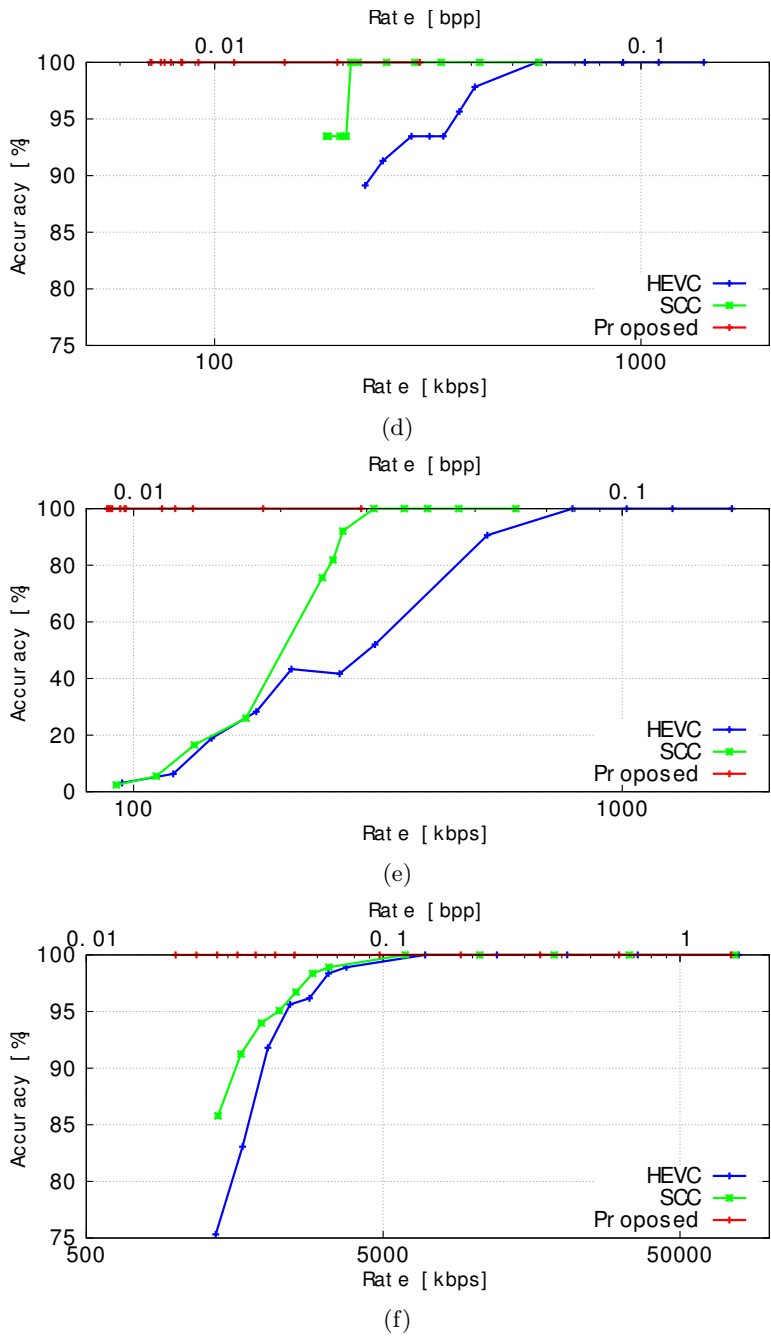 Rate [bpp]
0.01 0.1
100
95
90
85
80
75
Accuracy [%]
HEVC
SCC
Proposed
100 1000
Rate [kbps]
(d)
Rate [bpp]
0.01 0.1
100
80
60
40
20
0
Accuracy [%]
HEVC
SCC
Proposed
100 1000
Rate [kbps]
(e)
Rate [bpp]
0.01 0.1 1
100
95
90
85
80
75
Accuracy [%]
HEVC
SCC
Proposed
500 5000 50000
Rate [kbps]
(f)